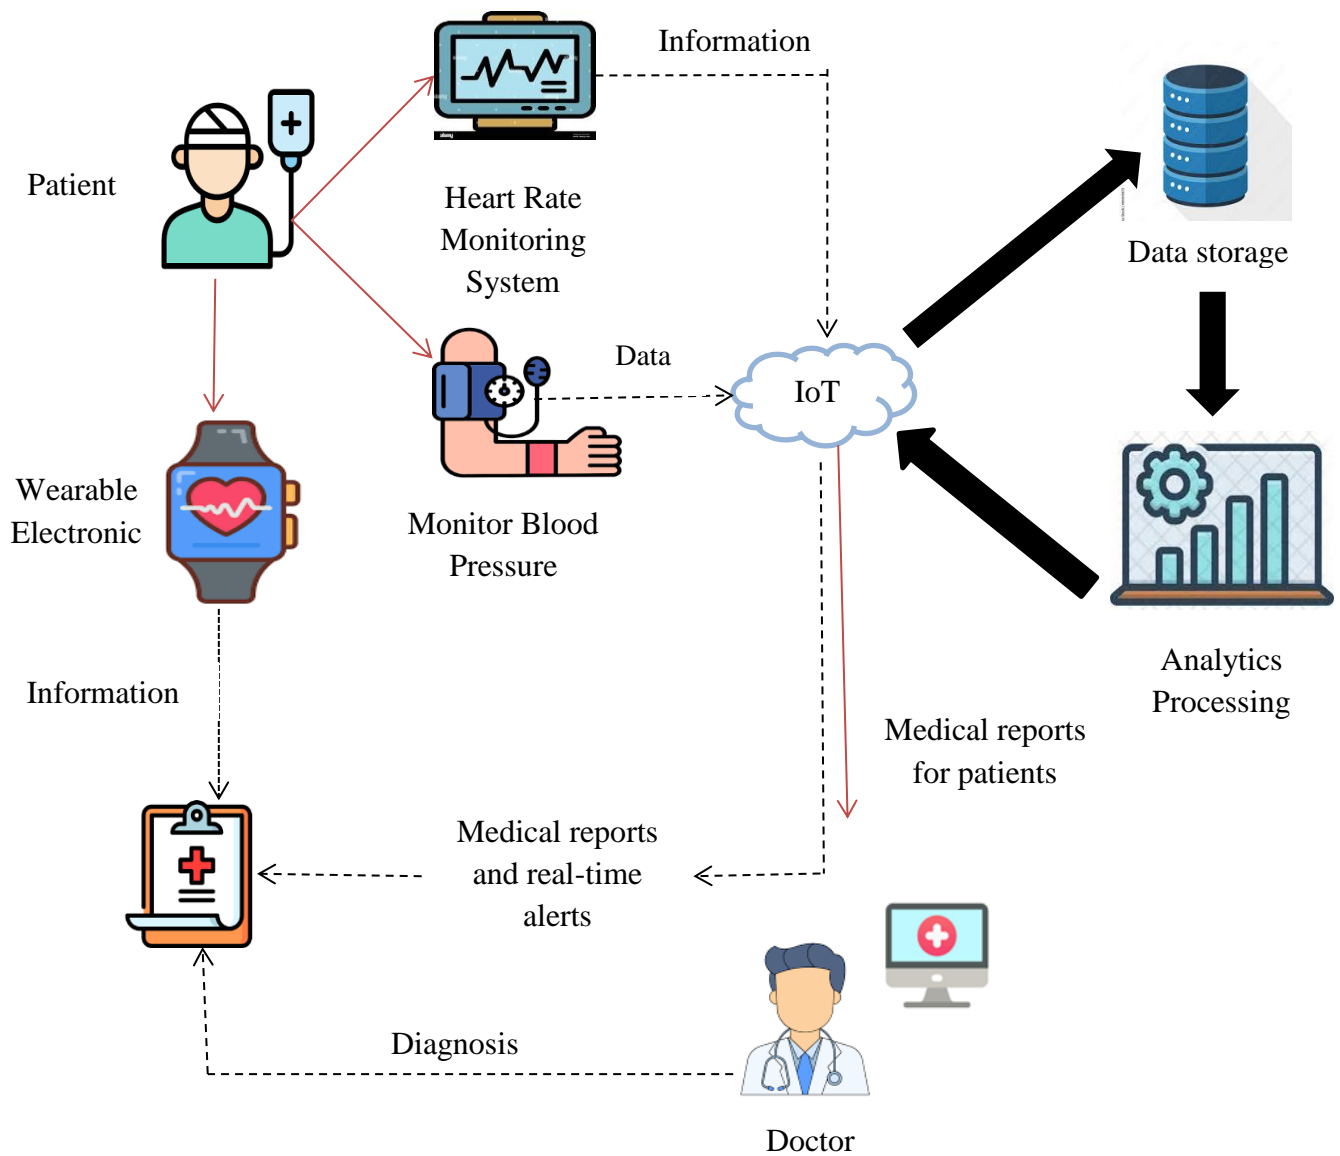 Information
Patient
Heart Rate
Monitoring
System
Data storage
Data
IoT
Wearable
Electronic
Monitor Blood
Pressure
Analytics
Processing
Information
Medical reports
for patients
Medical reports
and real-time
alerts
Diagnosis
Doctor